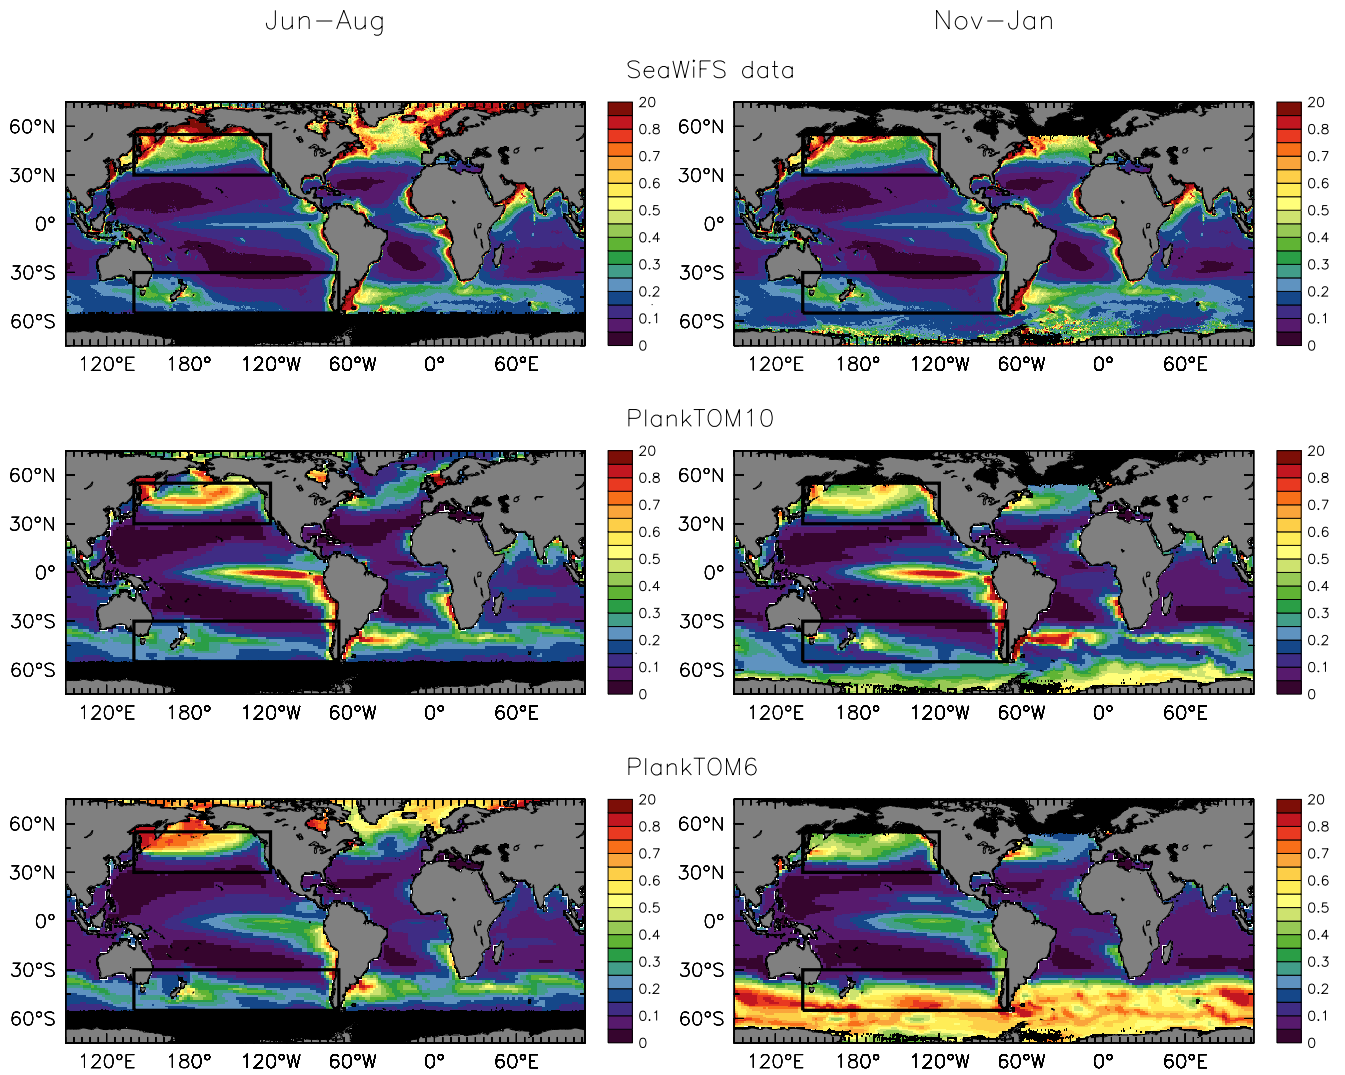 Jun-Aug Nov-Jan
SeaWiFS data
60°N 20 20
30°N 0.8 0.8
0° 0.7 0.7
30°S 0.6 0.6
60°S 0.5 0.5
0.4 0.4
0.3 0.3
0.2 0.2
0.1 0.1
0 0
60°N
30°N
0°
30°S
60°S
120°E 180° 120°W 60°W 0° 60°E 120°E 180° 120°W 60°W 0° 60°E
PlankTOM10
60°N 20 20
30°N 0.8 0.8
0° 0.7 0.7
30°S 0.6 0.6
60°S 0.5 0.5
0.4 0.4
0.3 0.3
0.2 0.2
0.1 0.1
0 0
60°N
30°N
0°
30°S
60°S
120°E 180° 120°W 60°W 0° 60°E 120°E 180° 120°W 60°W 0° 60°E
PlankTOM6
60°N 20 20
30°N 0.8 0.8
0° 0.7 0.7
30°S 0.6 0.6
60°S 0.5 0.5
0.4 0.4
0.3 0.3
0.2 0.2
0.1 0.1
0 0
60°N
30°N
0°
30°S
60°S
120°E 180° 120°W 60°W 0° 60°E 120°E 180° 120°W 60°W 0° 60°E